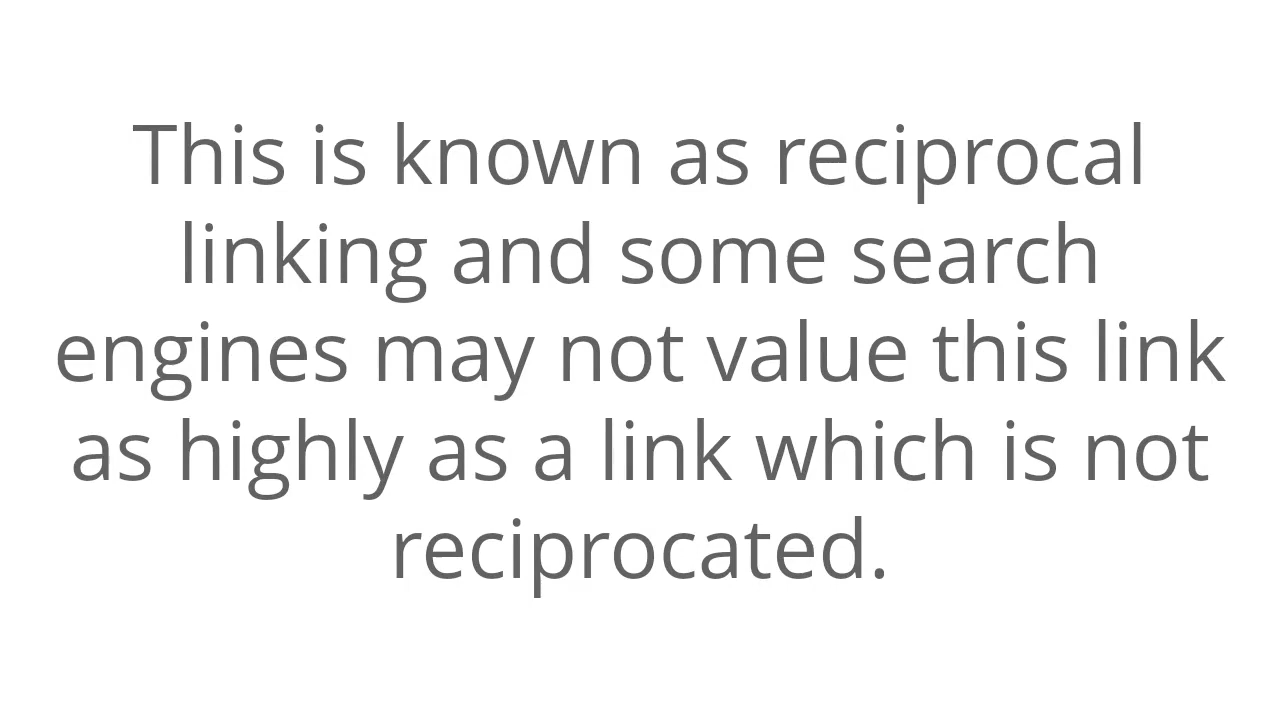 This is known as reciprocal
linking and some search
engines may not value this link
as highly as a link which is not
reciprocated.